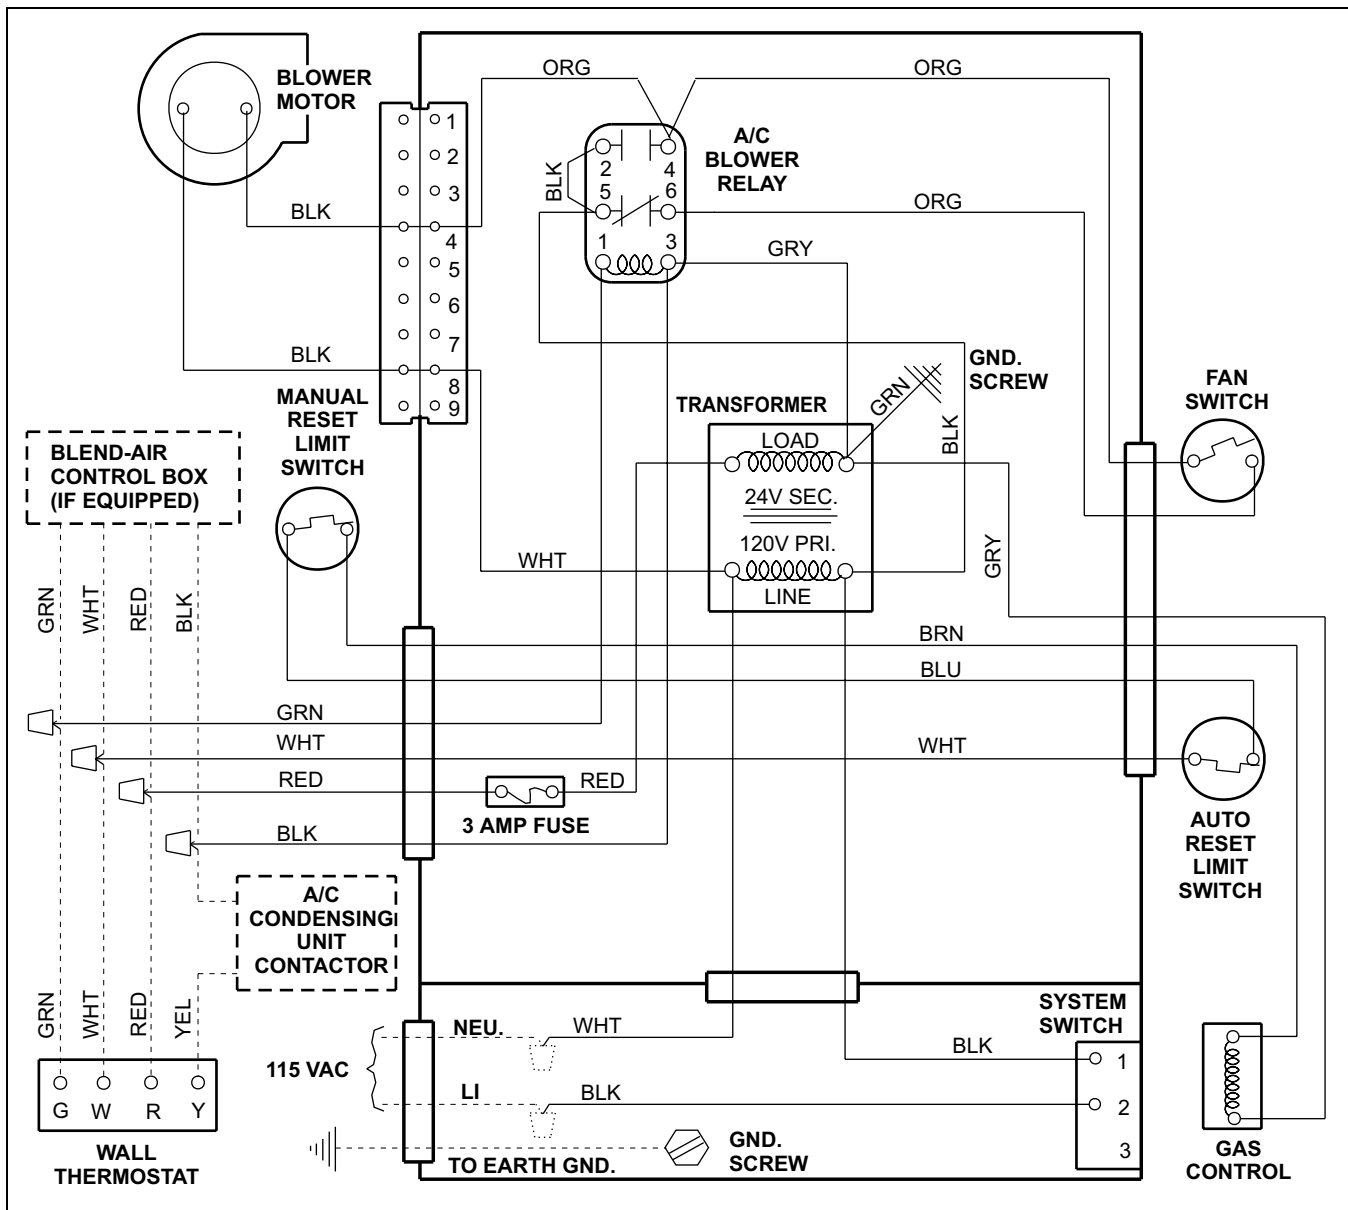 BLOWER
MOTOR
ORG
ORG
1
2
3
4
5
6
7
8
9
A/C
BLOWER
RELAY
BLK
2
4
5
6
1
3
ORG
GRY
BLK
BLK
GND.
SCREW
GRN
BLK
FAN
SWITCH
MANUAL
RESET
LIMIT
SWITCH
TRANSFORMER
LOAD
24V SEC.
120V PRI.
LINE
BLEND-AIR
CONTROL BOX
(IF EQUIPPED)
WHT
GRY
GRN
WHT
RED
BLK
BRN
BLU
GRN
WHT
WHT
RED
RED
3 AMP FUSE
BLK
AUTO
RESET
LIMIT
SWITCH
A/C
CONDENSING
UNIT
CONTACTOR
GRN
WHT
RED
YEL
SYSTEM
SWITCH
NEU.
WHT
BLK
115 VAC
LI
BLK
1
2
3
G W R Y
WALL
THERMOSTAT
TO EARTH GND.
GND.
SCREW
GAS
CONTROL